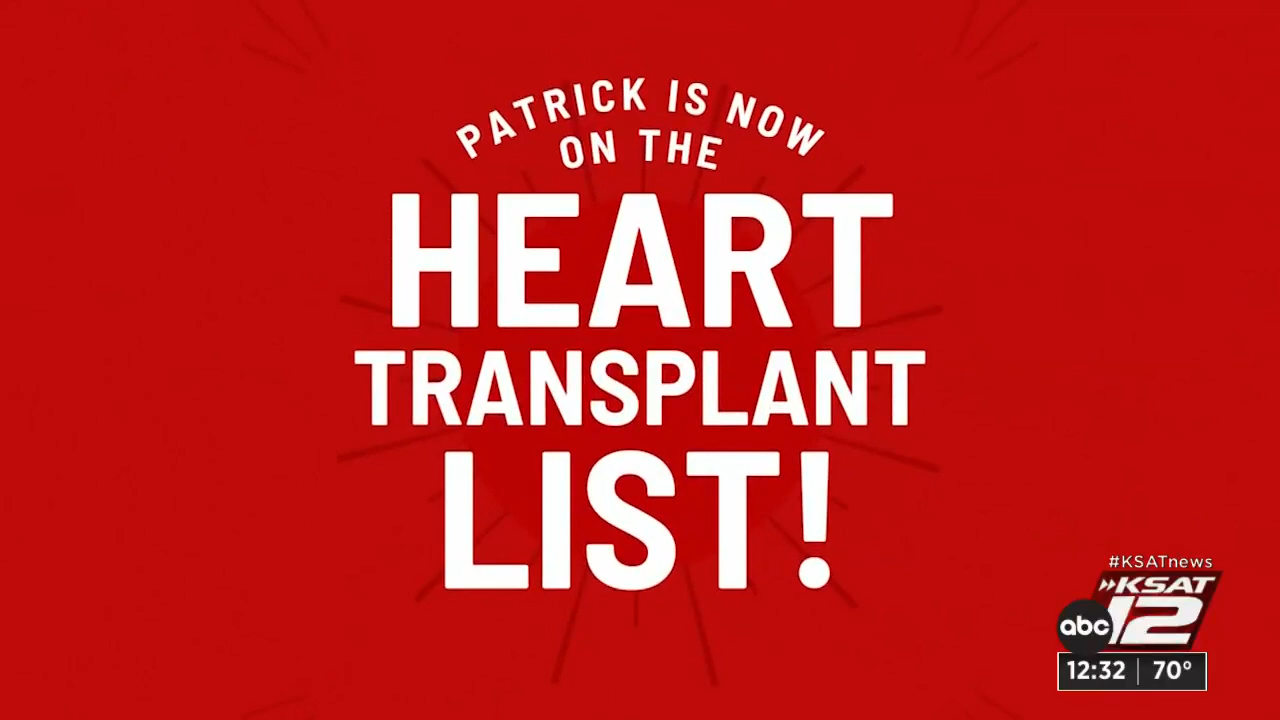 PATRICK IS NOW
ON THE
HEART
TRANSPLANT
LIST!
#KSATnews
KSAT
abc 12
12:32 | 70°